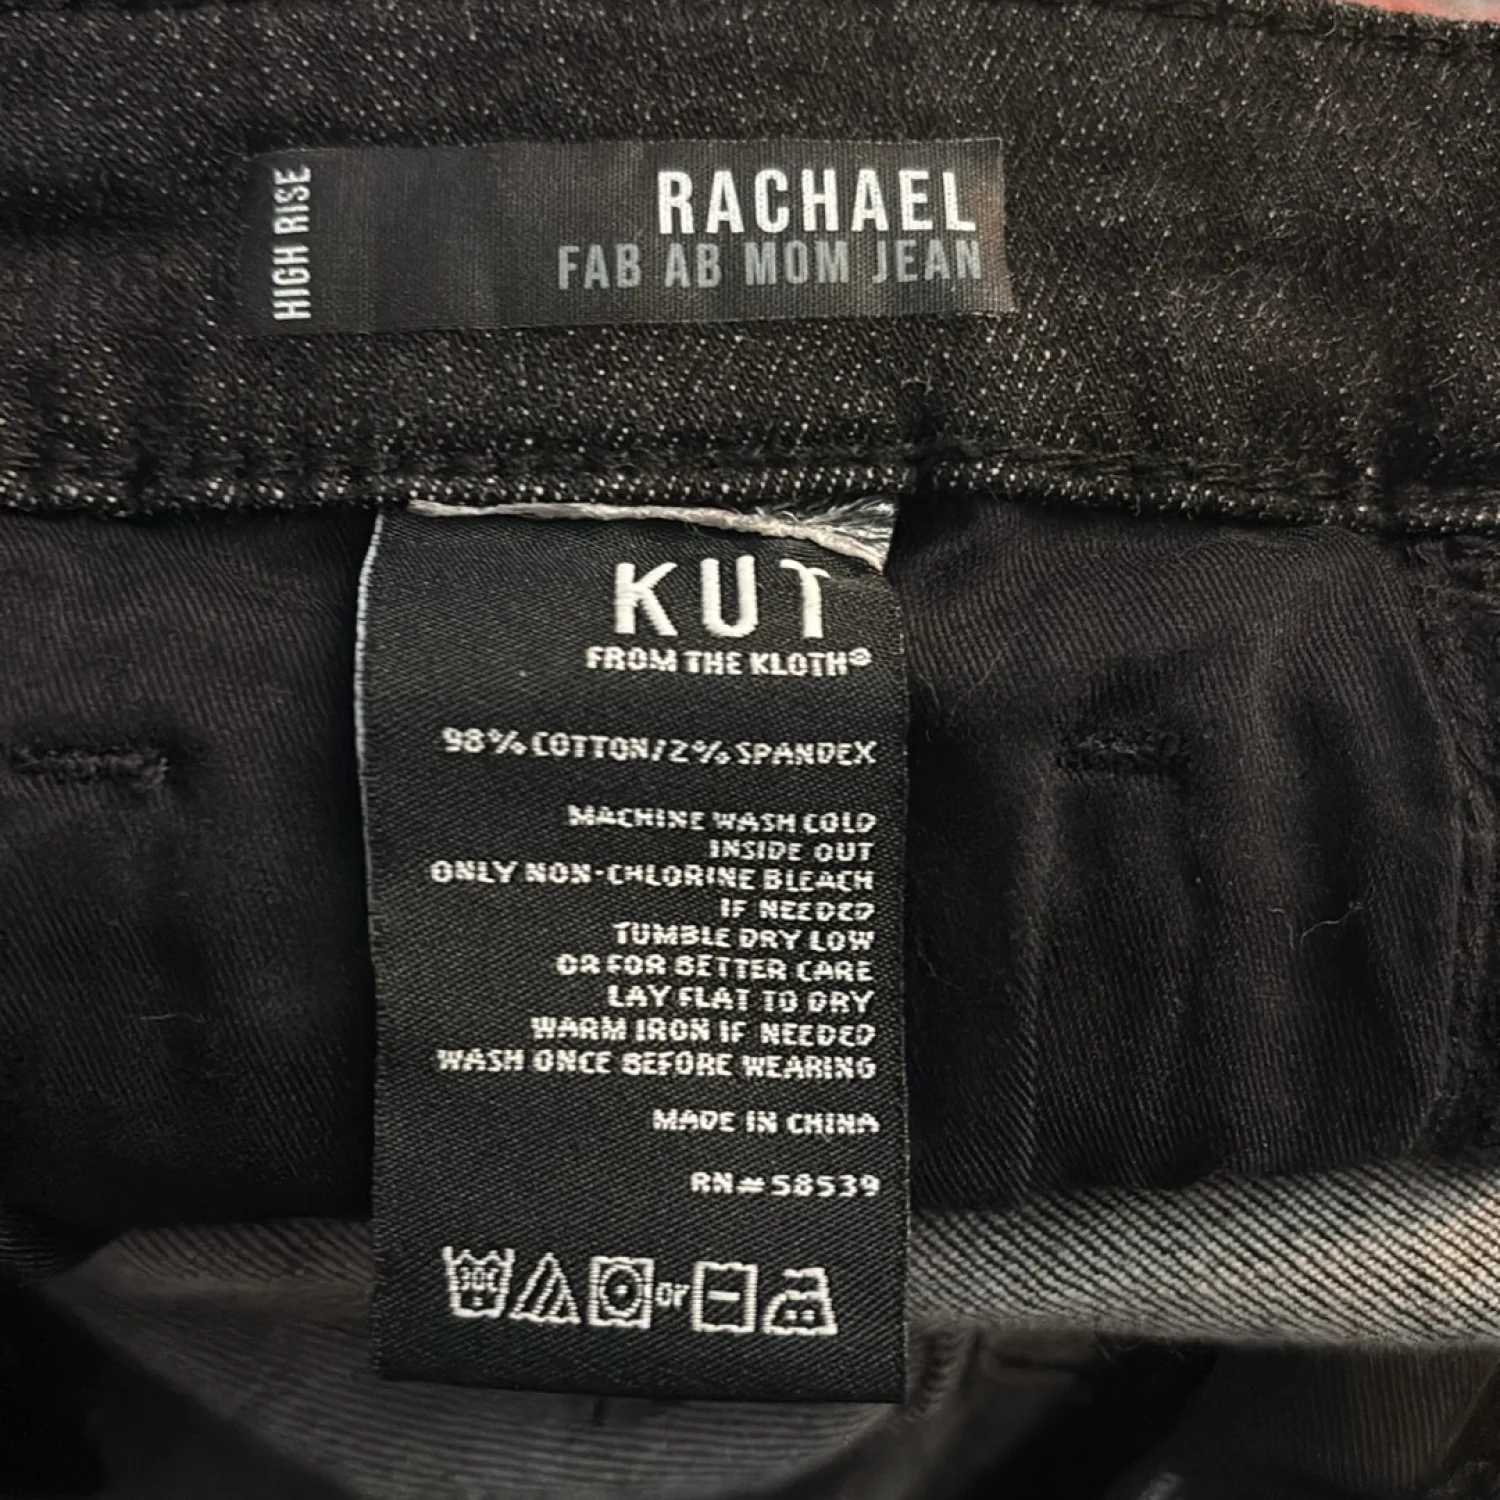 HIGH RISE
RACHAEL
FAB AB MOM JEAN
KUT
FROM THE KLOTH®
98% COTTON/2% SPANDEX
MACHINE WASH COLD
INSIDE OUT
ONLY NON-CHLORINE BLEACH
IF NEEDED
TUMBLE DRY LOW
OR FOR BETTER CARE
LAY FLAT TO DRY
WARM IRON IF NEEDED
WASH ONCE BEFORE WEARING
MADE IN CHINA
RN#58539
30C or